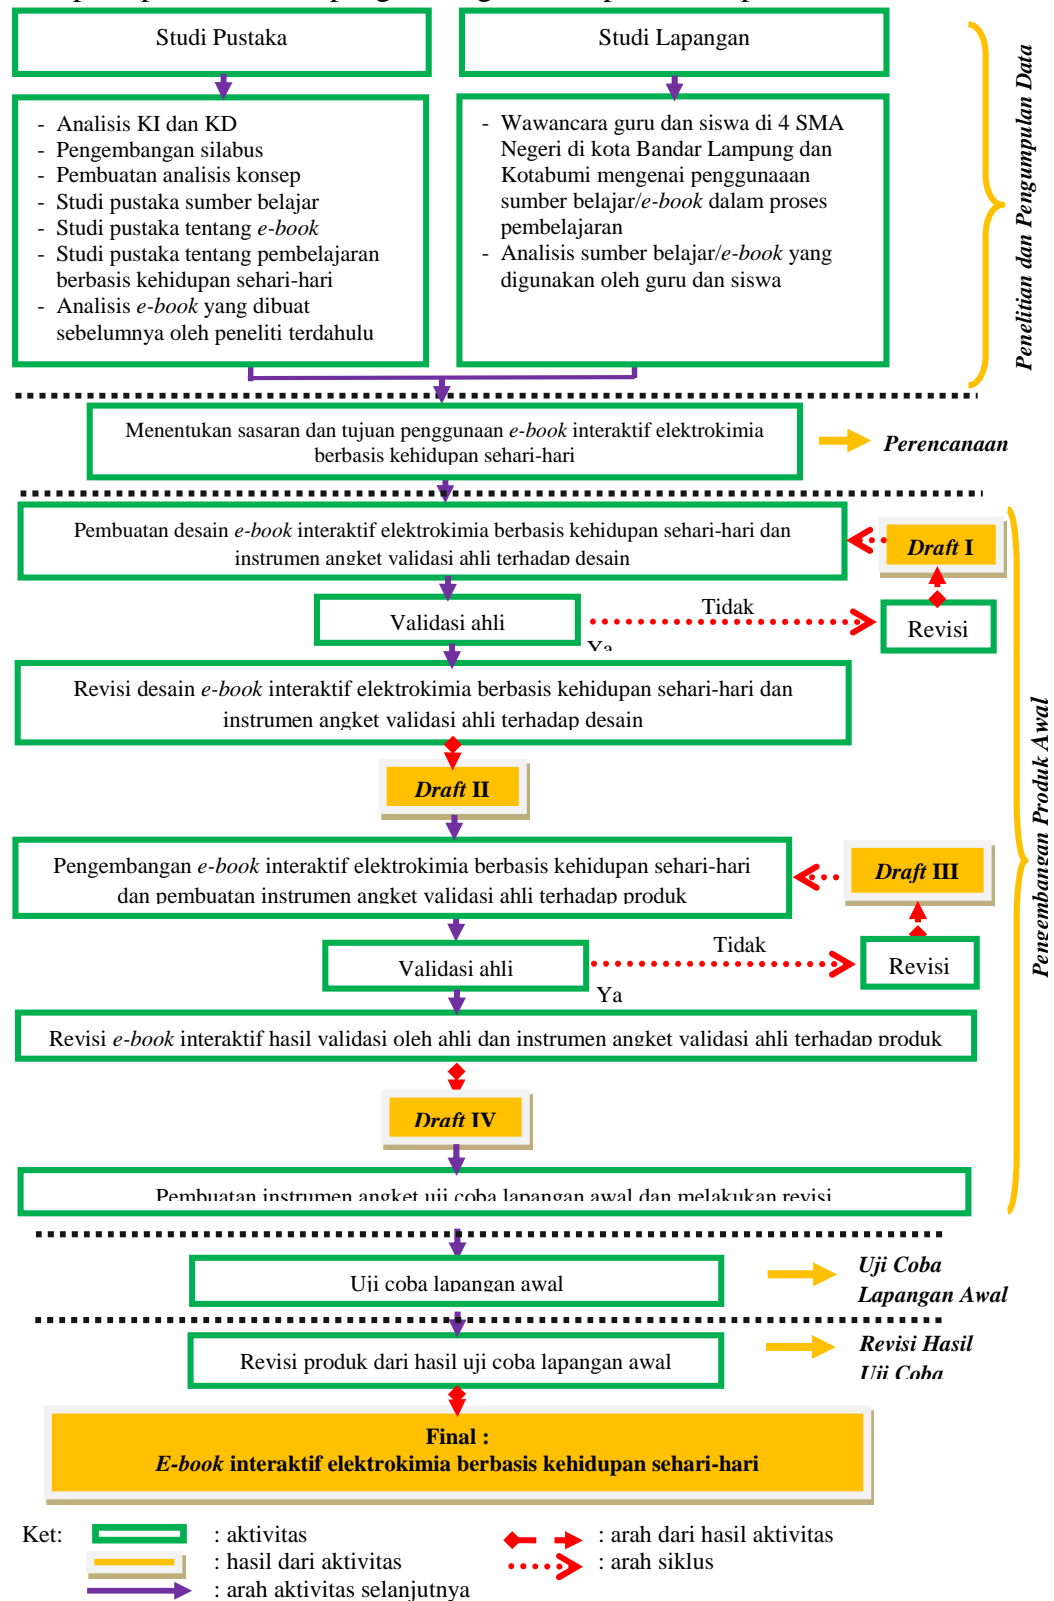 Studi Pustaka
Studi Lapangan
- Analisis KI dan KD
- Pengembangan silabus
- Pembuatan analisis konsep
- Studi pustaka sumber belajar
- Studi pustaka tentang e-book
- Studi pustaka tentang pembelajaran
berbasis kehidupan sehari-hari
- Analisis e-book yang dibuat
sebelumnya oleh peneliti terdahulu
- Wawancara guru dan siswa di 4 SMA
Negeri di kota Bandar Lampung dan
Kotabumi mengenai penggunaaan
sumber belajar/e-book dalam proses
pembelajaran
- Analisis sumber belajar/e-book yang
digunakan oleh guru dan siswa
Penelitian dan Pengumpulan Data
Menentukan sasaran dan tujuan penggunaan e-book interaktif elektrokimia
berbasis kehidupan sehari-hari
Perencanaan
Pembuatan desain e-book interaktif elektrokimia berbasis kehidupan sehari-hari dan
instrumen angket validasi ahli terhadap desain
Draft I
Validasi ahli
Tidak
Ya
Revisi
Revisi desain e-book interaktif elektrokimia berbasis kehidupan sehari-hari dan
instrumen angket validasi ahli terhadap desain
Draft II
Pengembangan e-book interaktif elektrokimia berbasis kehidupan sehari-hari
dan pembuatan instrumen angket validasi ahli terhadap produk
Draft III
Validasi ahli
Tidak
Ya
Revisi
Revisi e-book interaktif hasil validasi oleh ahli dan instrumen angket validasi ahli terhadap produk
Draft IV
Pembuatan instrumen angket uji coba lapangan awal dan melakukan revisi
Pengembangan Produk Awal
Uji coba lapangan awal
Uji Coba
Lapangan Awal
Revisi produk dari hasil uji coba lapangan awal
Revisi Hasil
Uji Coba
Final :
E-book interaktif elektrokimia berbasis kehidupan sehari-hari
Ket:
: aktivitas
: hasil dari aktivitas
: arah aktivitas selanjutnya
: arah dari hasil aktivitas
: arah siklus